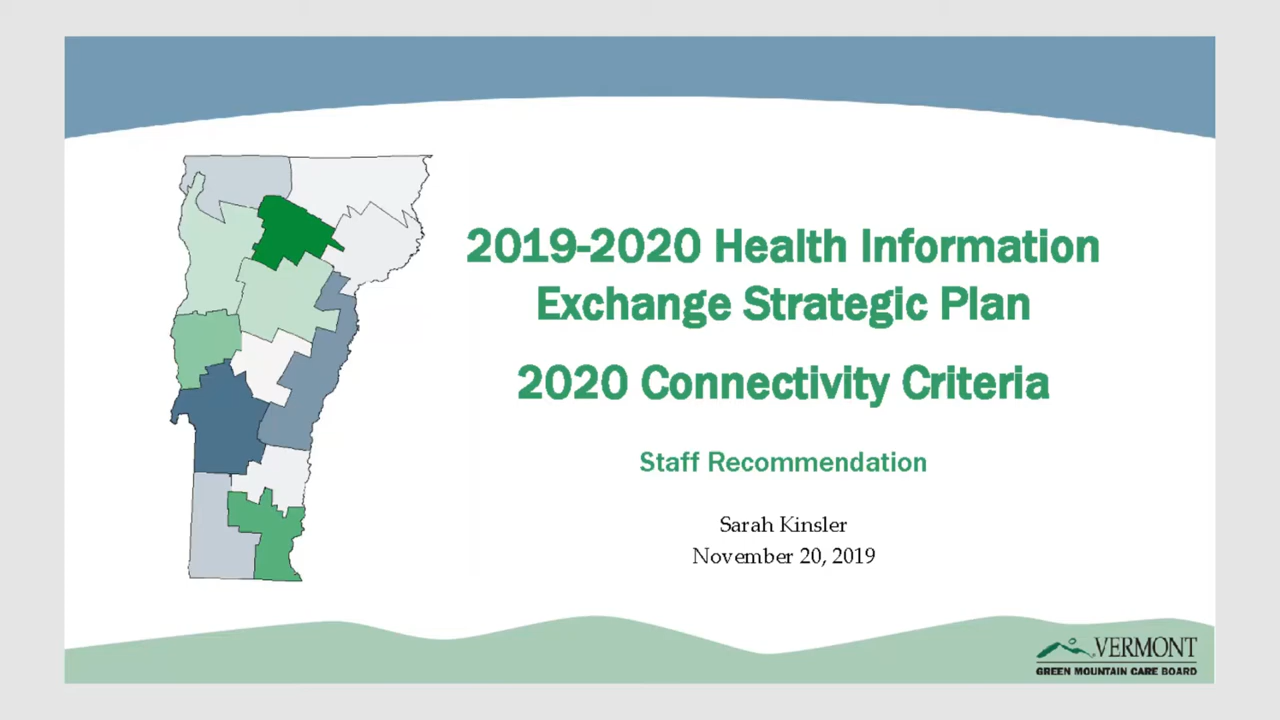 2019-2020 Health Information
Exchange Strategic Plan
2020 Connectivity Criteria
Staff Recommendation
Sarah Kinsler
November 20, 2019
VERMONT
GREEN MOUNTAIN CARE BOARD